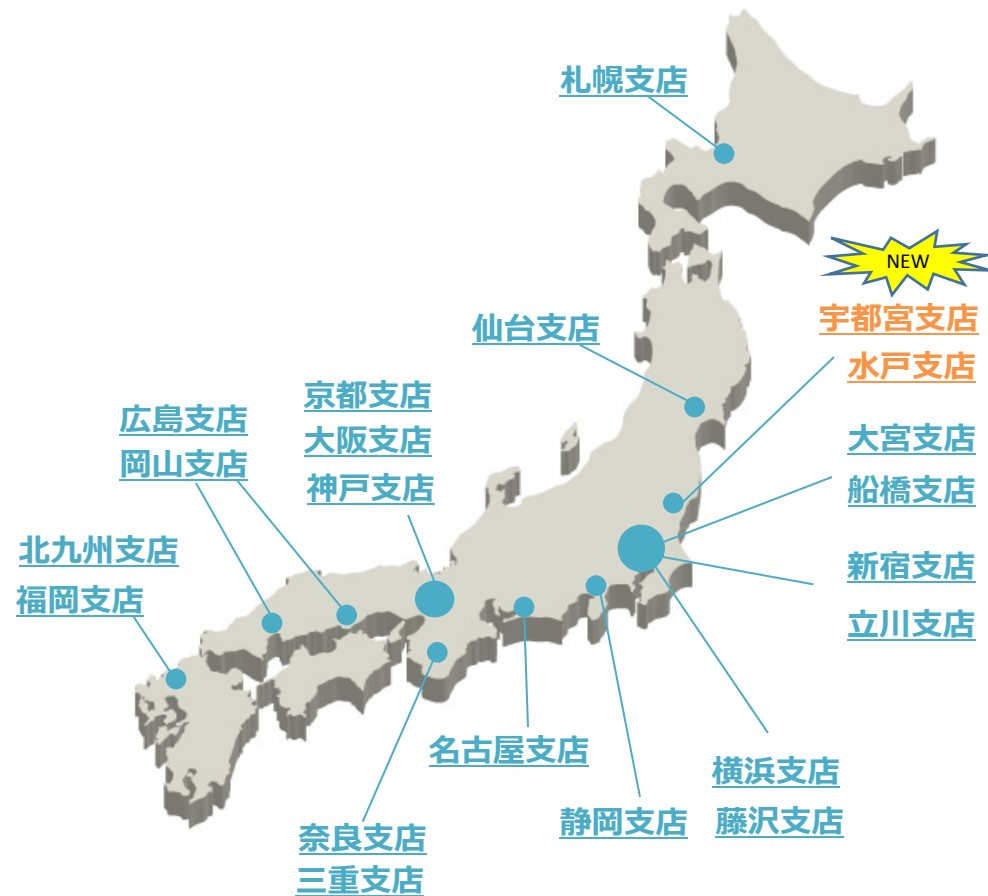 札幌支店
NEW
宇都宮支店
水戸支店
仙台支店
京都支店
大阪支店
神戸支店
広島支店
岡山支店
大宮支店
船橋支店
北九州支店
福岡支店
新宿支店
立川支店
名古屋支店
横浜支店
藤沢支店
静岡支店
奈良支店
三重支店